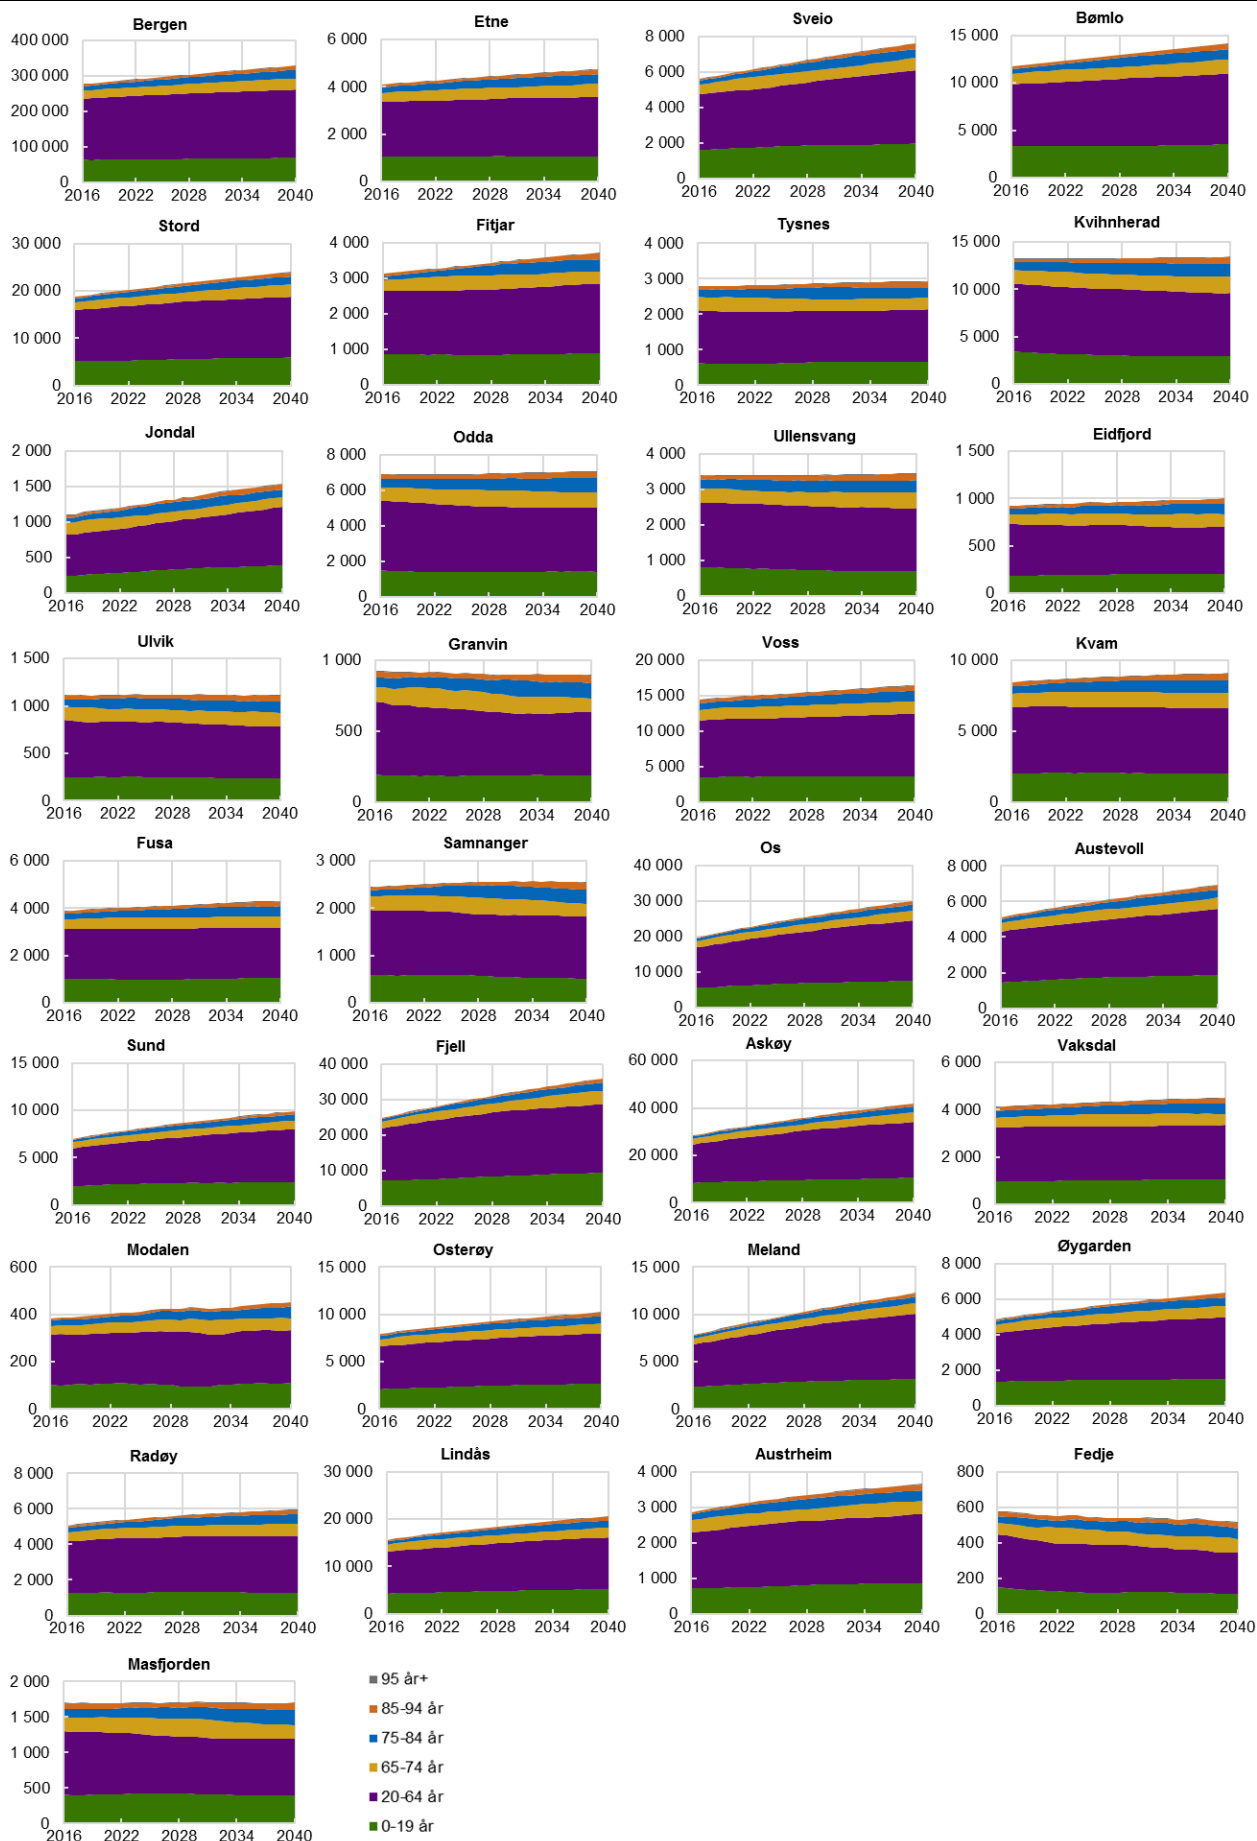 Bergen
400 000
300 000
200 000
100 000
0
2016 2022 2028 2034 2040
Etne
6 000
4 000
2 000
0
2016 2022 2028 2034 2040
Sveio
8 000
6 000
4 000
2 000
0
2016 2022 2028 2034 2040
Bømlo
15 000
10 000
5 000
0
2016 2022 2028 2034 2040
Stord
30 000
20 000
10 000
0
2016 2022 2028 2034 2040
Fitjar
4 000
3 000
2 000
1 000
0
2016 2022 2028 2034 2040
Tysnes
4 000
3 000
2 000
1 000
0
2016 2022 2028 2034 2040
Kvihnherad
15 000
10 000
5 000
0
2016 2022 2028 2034 2040
Jondal
2 000
1 500
1 000
500
0
2016 2022 2028 2034 2040
Odda
8 000
6 000
4 000
2 000
0
2016 2022 2028 2034 2040
Ullensvang
4 000
3 000
2 000
1 000
0
2016 2022 2028 2034 2040
Eidfjord
1 500
1 000
500
0
2016 2022 2028 2034 2040
Ulvik
1 500
1 000
500
0
2016 2022 2028 2034 2040
Granvin
1 000
500
0
2016 2022 2028 2034 2040
Voss
20 000
15 000
10 000
5 000
0
2016 2022 2028 2034 2040
Kvam
10 000
5 000
0
2016 2022 2028 2034 2040
Fusa
6 000
4 000
2 000
0
2016 2022 2028 2034 2040
Samnanger
3 000
2 000
1 000
0
2016 2022 2028 2034 2040
Os
40 000
30 000
20 000
10 000
0
2016 2022 2028 2034 2040
Austevoll
8 000
6 000
4 000
2 000
0
2016 2022 2028 2034 2040
Sund
15 000
10 000
5 000
0
2016 2022 2028 2034 2040
Fjell
40 000
30 000
20 000
10 000
0
2016 2022 2028 2034 2040
Askøy
60 000
40 000
20 000
0
2016 2022 2028 2034 2040
Vaksdal
6 000
4 000
2 000
0
2016 2022 2028 2034 2040
Modalen
600
400
200
0
2016 2022 2028 2034 2040
Osterøy
15 000
10 000
5 000
0
2016 2022 2028 2034 2040
Meland
15 000
10 000
5 000
0
2016 2022 2028 2034 2040
Øygarden
8 000
6 000
4 000
2 000
0
2016 2022 2028 2034 2040
Radøy
8 000
6 000
4 000
2 000
0
2016 2022 2028 2034 2040
Lindås
30 000
20 000
10 000
0
2016 2022 2028 2034 2040
Austrheim
4 000
3 000
2 000
1 000
0
2016 2022 2028 2034 2040
Fedje
800
600
400
200
0
2016 2022 2028 2034 2040
Masfjorden
2 000
1 500
1 000
500
0
2016 2022 2028 2034 2040
95 år+
85-94 år
75-84 år
65-74 år
20-64 år
0-19 år